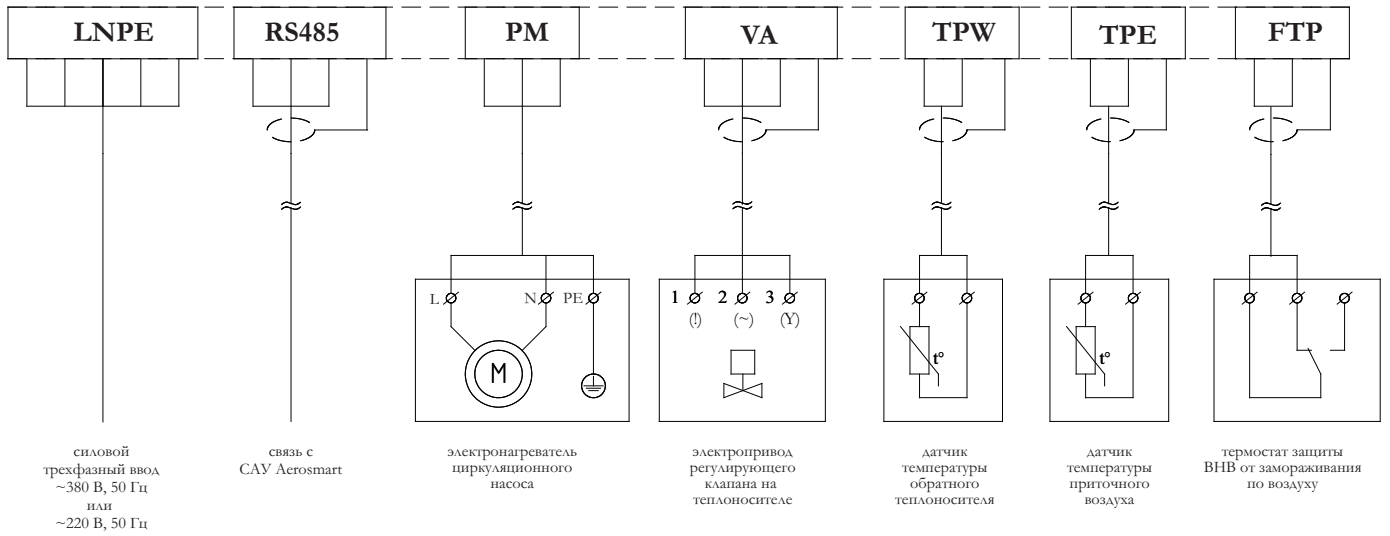 LNPE
RS485
PM
VA
TPW
TPE
FTP
L
N
PE
M
1
2
3
(!)
(~)
(Y)
t°
t°
силовой
трехфазный ввод
~380 В, 50 Гц
или
~220 В, 50 Гц
связь с
САУ Aerosmart
электронагреватель
циркуляционного
насоса
электропривод
регулирующего
клапана на
теплоносителе
датчик
температуры
обратного
теплоносителя
датчик
температуры
приточного
воздуха
термостат защиты
ВНВ от замораживания
по воздуху